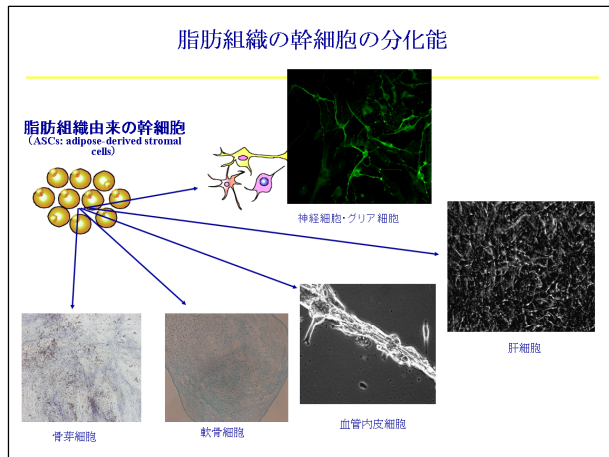 脂肪組織の幹細胞の分化能
脂肪組織由来の幹細胞
（ASCs: adipose-derived stromal
cells）
神経細胞・グリア細胞
肝細胞
血管内皮細胞
軟骨細胞
骨芽細胞